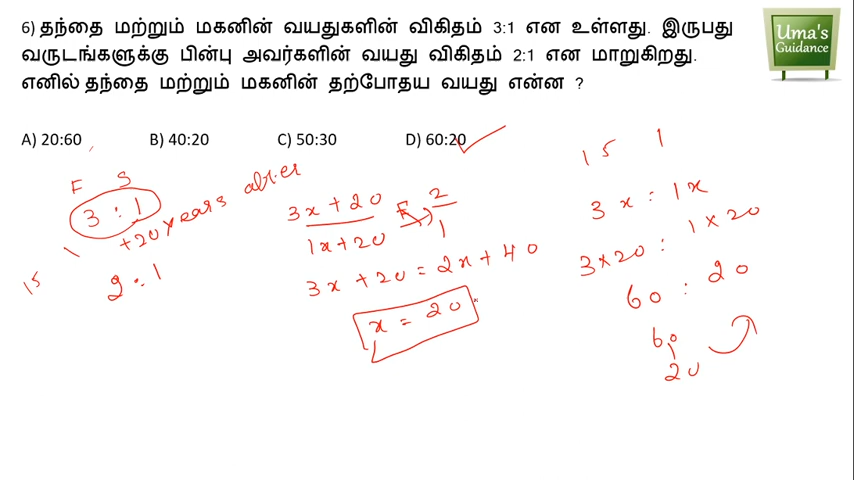 6) தந்தை மற்றும் மகனின் வயதுகளின் விகிதம் 3:1 என உள்ளது. இருபது
வருடங்களுக்கு பின்பு அவர்களின் வயது விகிதம் 2:1 என மாறுகிறது.
எனில் தந்தை மற்றும் மகனின் தற்போதய வயது என்ன ?
Uma's
Guidance
A) 20:60 B) 40:20 C) 50:30 D) 60:20
F S
3 : 1
+20 years after
15 1
2 : 1
3x + 20 2
1x + 20 1
3x + 20 = 2x + 40
x = 20
15 1
3x : 1x
3×20 : 1×20
60 : 20
60
20